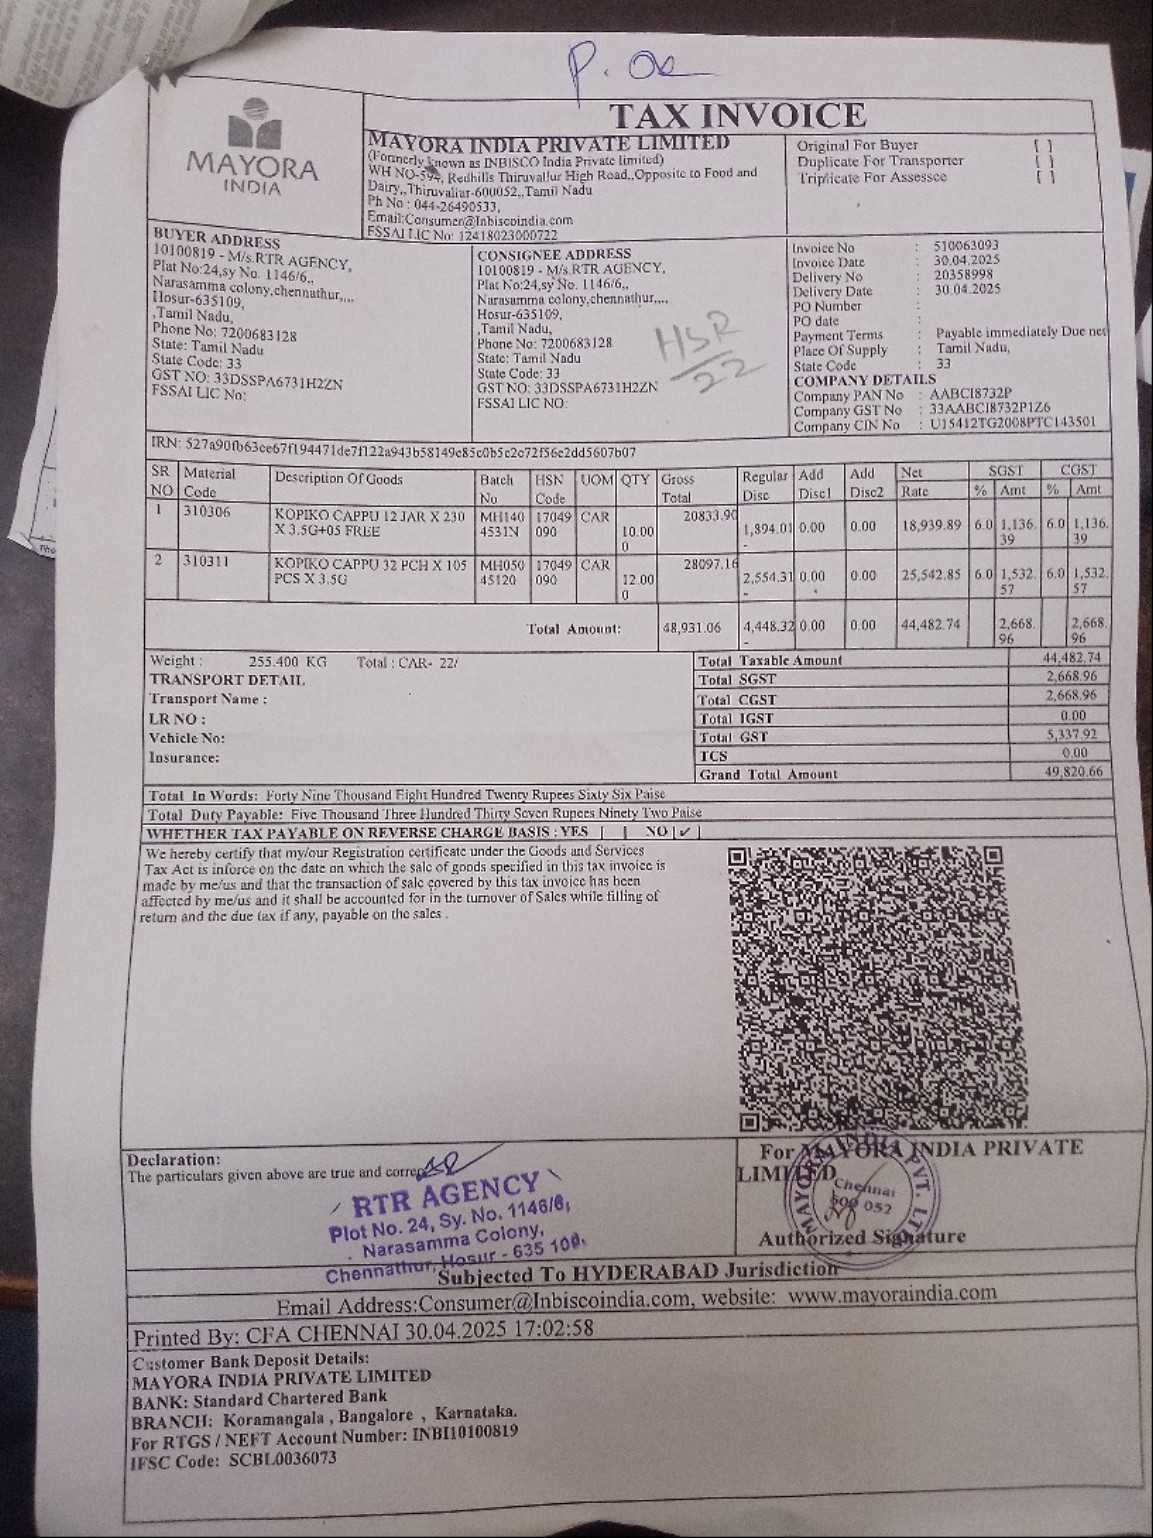 P. Oe
TAX INVOICE
MAYORA
INDIA
MAYORA INDIA PRIVATE LIMITED
(Formerly known as INBISCO India Private limited)
WH NO-594, Redhills Thiruvallur High Road,,Opposite to Food and
Dairy,,Thiruvallar-600052,,Tamil Nadu
Ph No : 044-26490533,
Email:Consumer@Inbiscoindia.com
FSSAI LIC No: 12418023000722
Original For Buyer [ ]
Duplicate For Transporter [ ]
Triplicate For Assessee [ ]
BUYER ADDRESS
10100819 - M/s.RTR AGENCY,
Plat No:24,sy No. 1146/6,,
Narasamma colony,chennathur,,,,
Hosur-635109,
,Tamil Nadu,
Phone No: 7200683128
State: Tamil Nadu
State Code: 33
GST NO: 33DSSPA6731H2ZN
FSSAI LIC No:
CONSIGNEE ADDRESS
10100819 - M/s.RTR AGENCY,
Plat No:24,sy No. 1146/6,,
Narasamma colony,chennathur,,,,
Hosur-635109,
,Tamil Nadu,
Phone No: 7200683128
State: Tamil Nadu
State Code: 33
GST NO: 33DSSPA6731H2ZN
FSSAI LIC NO:
HSR
22
Invoice No : 510063093
Invoice Date : 30.04.2025
Delivery No : 20358998
Delivery Date : 30.04.2025
PO Number :
PO date :
Payment Terms : Payable immediately Due net
Place Of Supply : Tamil Nadu,
State Code : 33
COMPANY DETAILS
Company PAN No : AABCI8732P
Company GST No : 33AABCI8732P1Z6
Company CIN No : U15412TG2008PTC143501
IRN: 527a90fb63ce67f194471de7f122a943b58149c85c0b5c2c72f56e2dd5607b07
SR NO Material Code Description Of Goods Batch No HSN Code UOM QTY Gross Total Regular Disc Add Disc1 Add Disc2 Net Rate SGST % Amt CGST % Amt
1 310306 KOPIKO CAPPU 12 JAR X 230 X 3.5G+05 FREE MH140 4531N 17049 090 CAR 10.00 0 20833.90 1,894.01 - 0.00 0.00 18,939.89 6.0 1,136. 39 6.0 1,136. 39
2 310311 KOPIKO CAPPU 32 PCH X 105 PCS X 3.5G MH050 45120 17049 090 CAR 12.00 0 28097.16 2,554.31 - 0.00 0.00 25,542.85 6.0 1,532. 57 6.0 1,532. 57
Total Amount: 48,931.06 4,448.32 - 0.00 0.00 44,482.74 2,668. 96 2,668. 96
Weight : 255.400 KG Total : CAR- 22/
TRANSPORT DETAIL
Transport Name :
LR NO :
Vehicle No:
Insurance:
Total Taxable Amount 44,482.74
Total SGST 2,668.96
Total CGST 2,668.96
Total IGST 0.00
Total GST 5,337.92
TCS 0.00
Grand Total Amount 49,820.66
Total In Words: Forty Nine Thousand Eight Hundred Twenty Rupees Sixty Six Paise
Total Duty Payable: Five Thousand Three Hundred Thirty Seven Rupees Ninety Two Paise
WHETHER TAX PAYABLE ON REVERSE CHARGE BASIS : YES [ ] NO [✓]
We hereby certify that my/our Registration certificate under the Goods and Services
Tax Act is inforce on the date on which the sale of goods specified in this tax invoice is
made by me/us and that the transaction of sale covered by this tax invoice has been
affected by me/us and it shall be accounted for in the turnover of Sales while filling of
return and the due tax if any, payable on the sales .
Declaration:
The particulars given above are true and correct
RTR AGENCY
Plot No. 24, Sy. No. 1146/6,
Narasamma Colony,
Chennathur, Hosur - 635 109.
For MAYORA INDIA PRIVATE
LIMITED
MAYORA INDIA PVT. LTD
Chennai
600 052
Authorized Signature
Subjected To HYDERABAD Jurisdiction
Email Address:Consumer@Inbiscoindia.com, website: www.mayoraindia.com
Printed By: CFA CHENNAI 30.04.2025 17:02:58
Customer Bank Deposit Details:
MAYORA INDIA PRIVATE LIMITED
BANK: Standard Chartered Bank
BRANCH: Koramangala , Bangalore , Karnataka.
For RTGS / NEFT Account Number: INBI10100819
IFSC Code: SCBL0036073